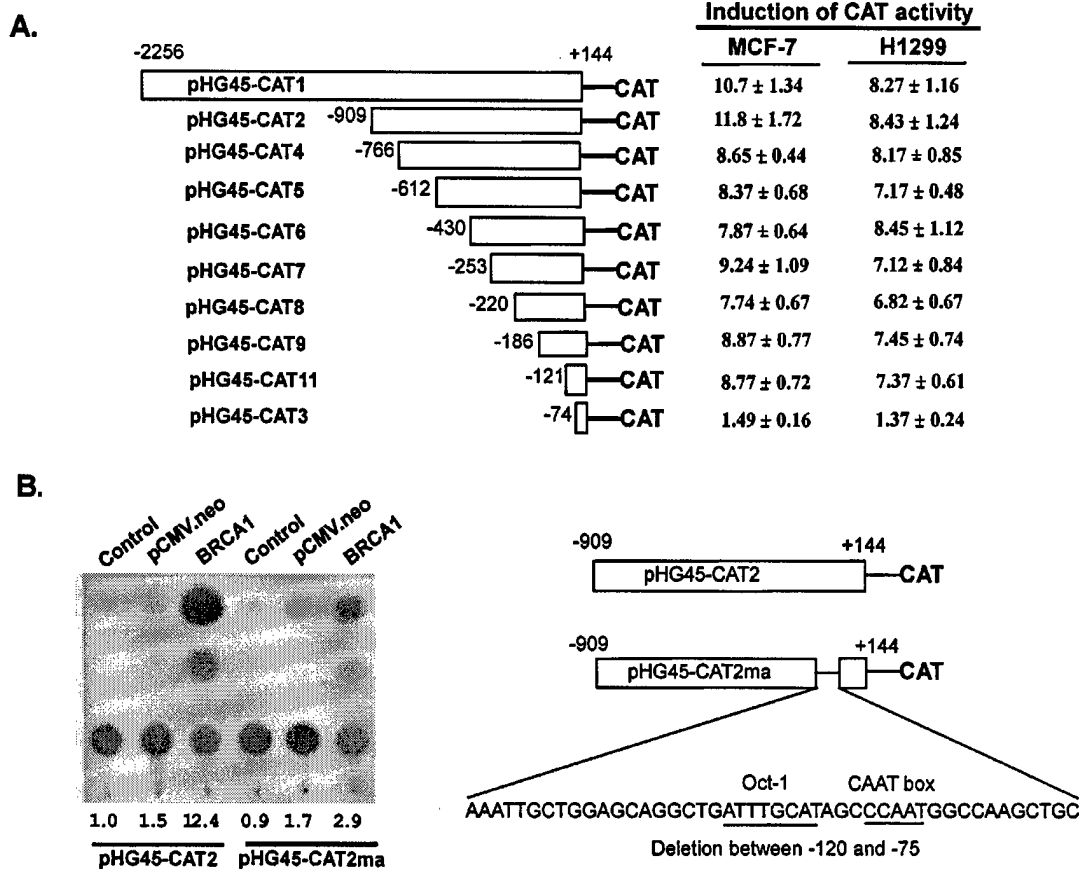 A.
Induction of CAT activity
MCF-7 H1299
-2256 +144
pHG45-CAT1 CAT 10.7 ± 1.34 8.27 ± 1.16
pHG45-CAT2 -909 CAT 11.8 ± 1.72 8.43 ± 1.24
pHG45-CAT4 -766 CAT 8.65 ± 0.44 8.17 ± 0.85
pHG45-CAT5 -612 CAT 8.37 ± 0.68 7.17 ± 0.48
pHG45-CAT6 -430 CAT 7.87 ± 0.64 8.45 ± 1.12
pHG45-CAT7 -253 CAT 9.24 ± 1.09 7.12 ± 0.84
pHG45-CAT8 -220 CAT 7.74 ± 0.67 6.82 ± 0.67
pHG45-CAT9 -186 CAT 8.87 ± 0.77 7.45 ± 0.74
pHG45-CAT11 -121 CAT 8.77 ± 0.72 7.37 ± 0.61
pHG45-CAT3 -74 CAT 1.49 ± 0.16 1.37 ± 0.24
B.
Control pCMV.neo BRCA1 Control pCMV.neo BRCA1
1.0 1.5 12.4 0.9 1.7 2.9
pHG45-CAT2 pHG45-CAT2ma
-909 +144
pHG45-CAT2 CAT
-909 +144
pHG45-CAT2ma CAT
Oct-1 CAAT box
AAATTGCTGGAGCAGGCTGATTTGCATAGCCCAATGGCCAAGCTGC
Deletion between -120 and -75